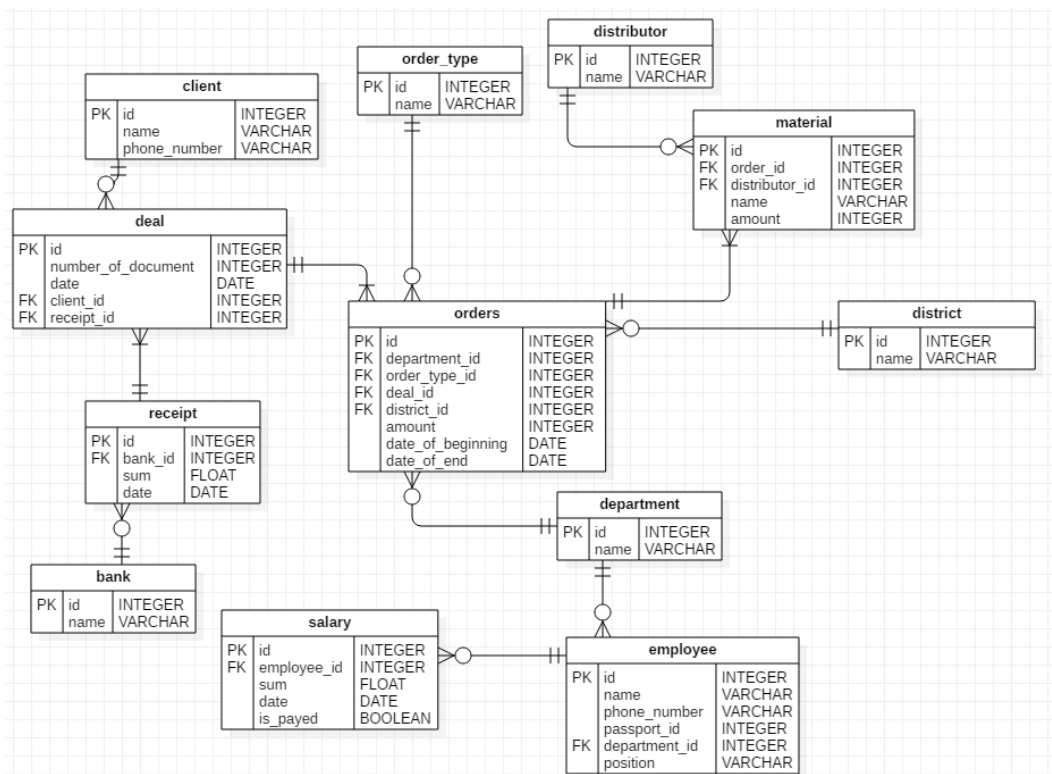 distributor
PK id INTEGER
name VARCHAR
order_type
PK id INTEGER
name VARCHAR
client
PK id INTEGER
name VARCHAR
phone_number VARCHAR
material
PK id INTEGER
FK order_id INTEGER
FK distributor_id INTEGER
name VARCHAR
amount INTEGER
deal
PK id INTEGER
number_of_document INTEGER
date DATE
FK client_id INTEGER
FK receipt_id INTEGER
orders
PK id INTEGER
FK department_id INTEGER
FK order_type_id INTEGER
FK deal_id INTEGER
FK district_id INTEGER
amount INTEGER
date_of_beginning DATE
date_of_end DATE
district
PK id INTEGER
name VARCHAR
receipt
PK id INTEGER
FK bank_id INTEGER
sum FLOAT
date DATE
department
PK id INTEGER
name VARCHAR
bank
PK id INTEGER
name VARCHAR
salary
PK id INTEGER
FK employee_id INTEGER
sum FLOAT
date DATE
is_payed BOOLEAN
employee
PK id INTEGER
name VARCHAR
phone_number VARCHAR
passport_id INTEGER
FK department_id INTEGER
position VARCHAR